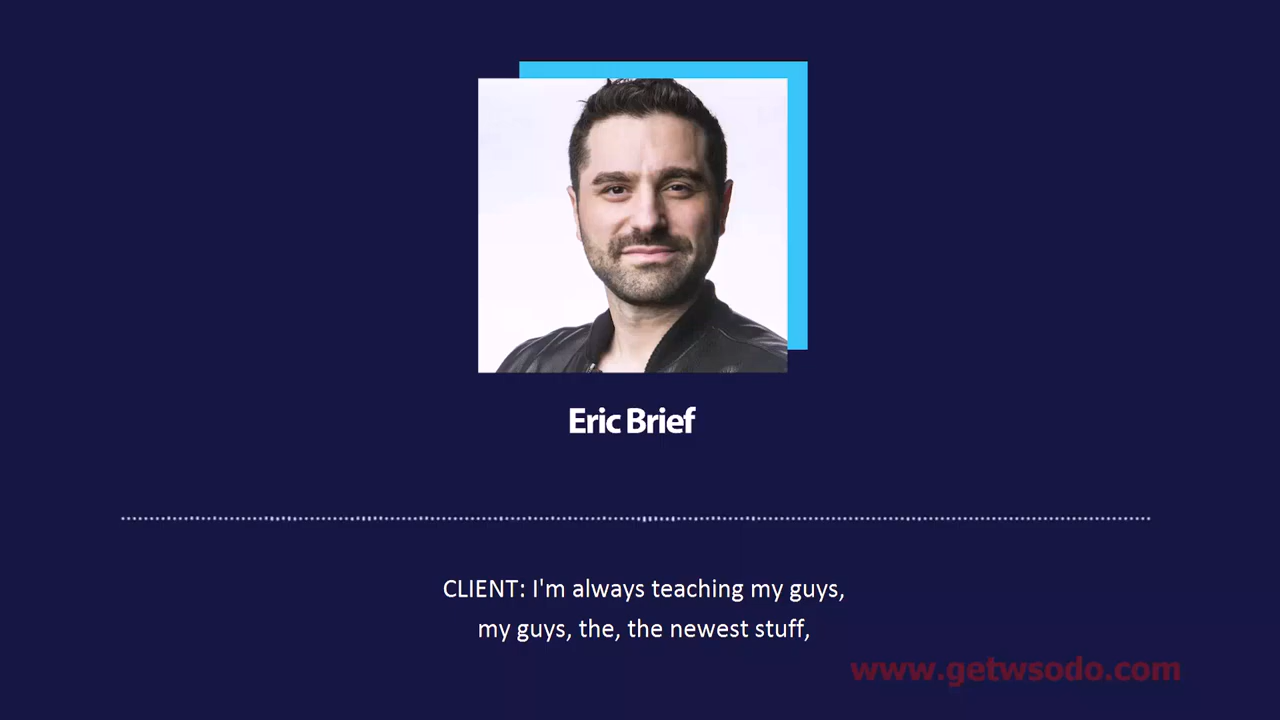 Eric Brief
CLIENT: I'm always teaching my guys,
my guys, the, the newest stuff,
www.getwsodo.com